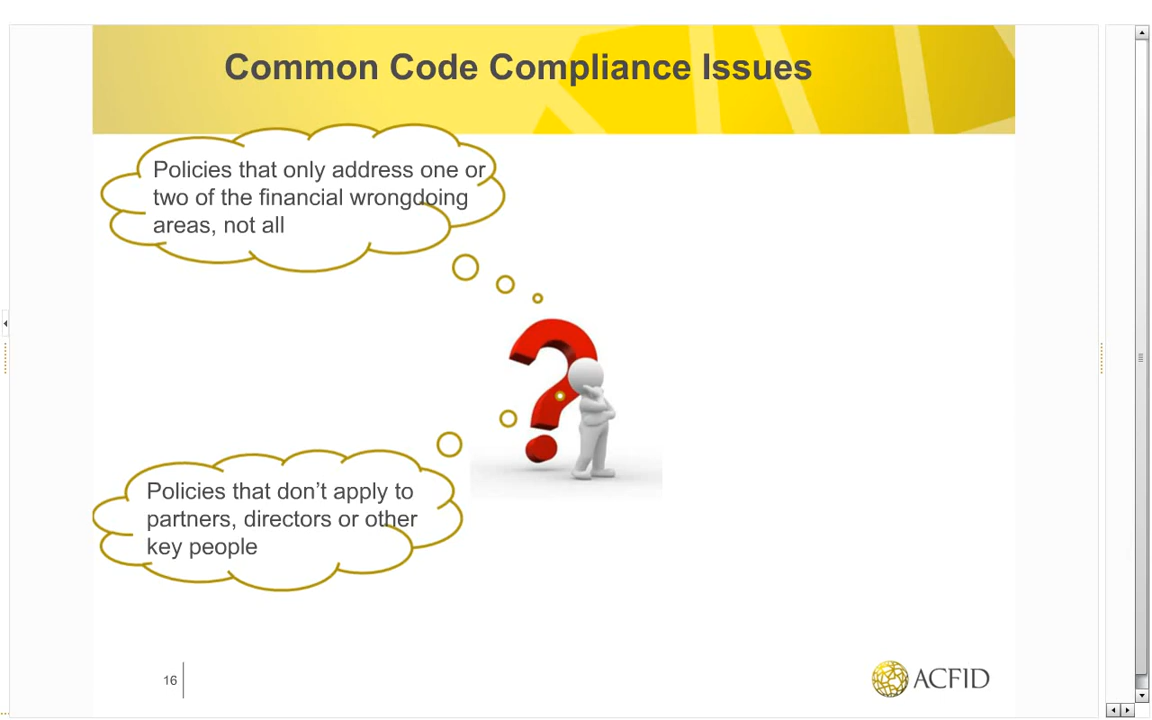 Common Code Compliance Issues
Policies that only address one or
two of the financial wrongdoing
areas, not all
Policies that don’t apply to
partners, directors or other
key people
16
ACFID